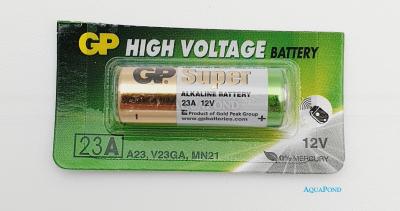 GP HIGH VOLTAGE BATTERY
GP Super
ALKALINE BATTERY
23A 12V
Product of Gold Peak Group
www.gpbatteries.com
23A
A23, V23GA, MN21
12V
0% MERCURY
AQUAPOND